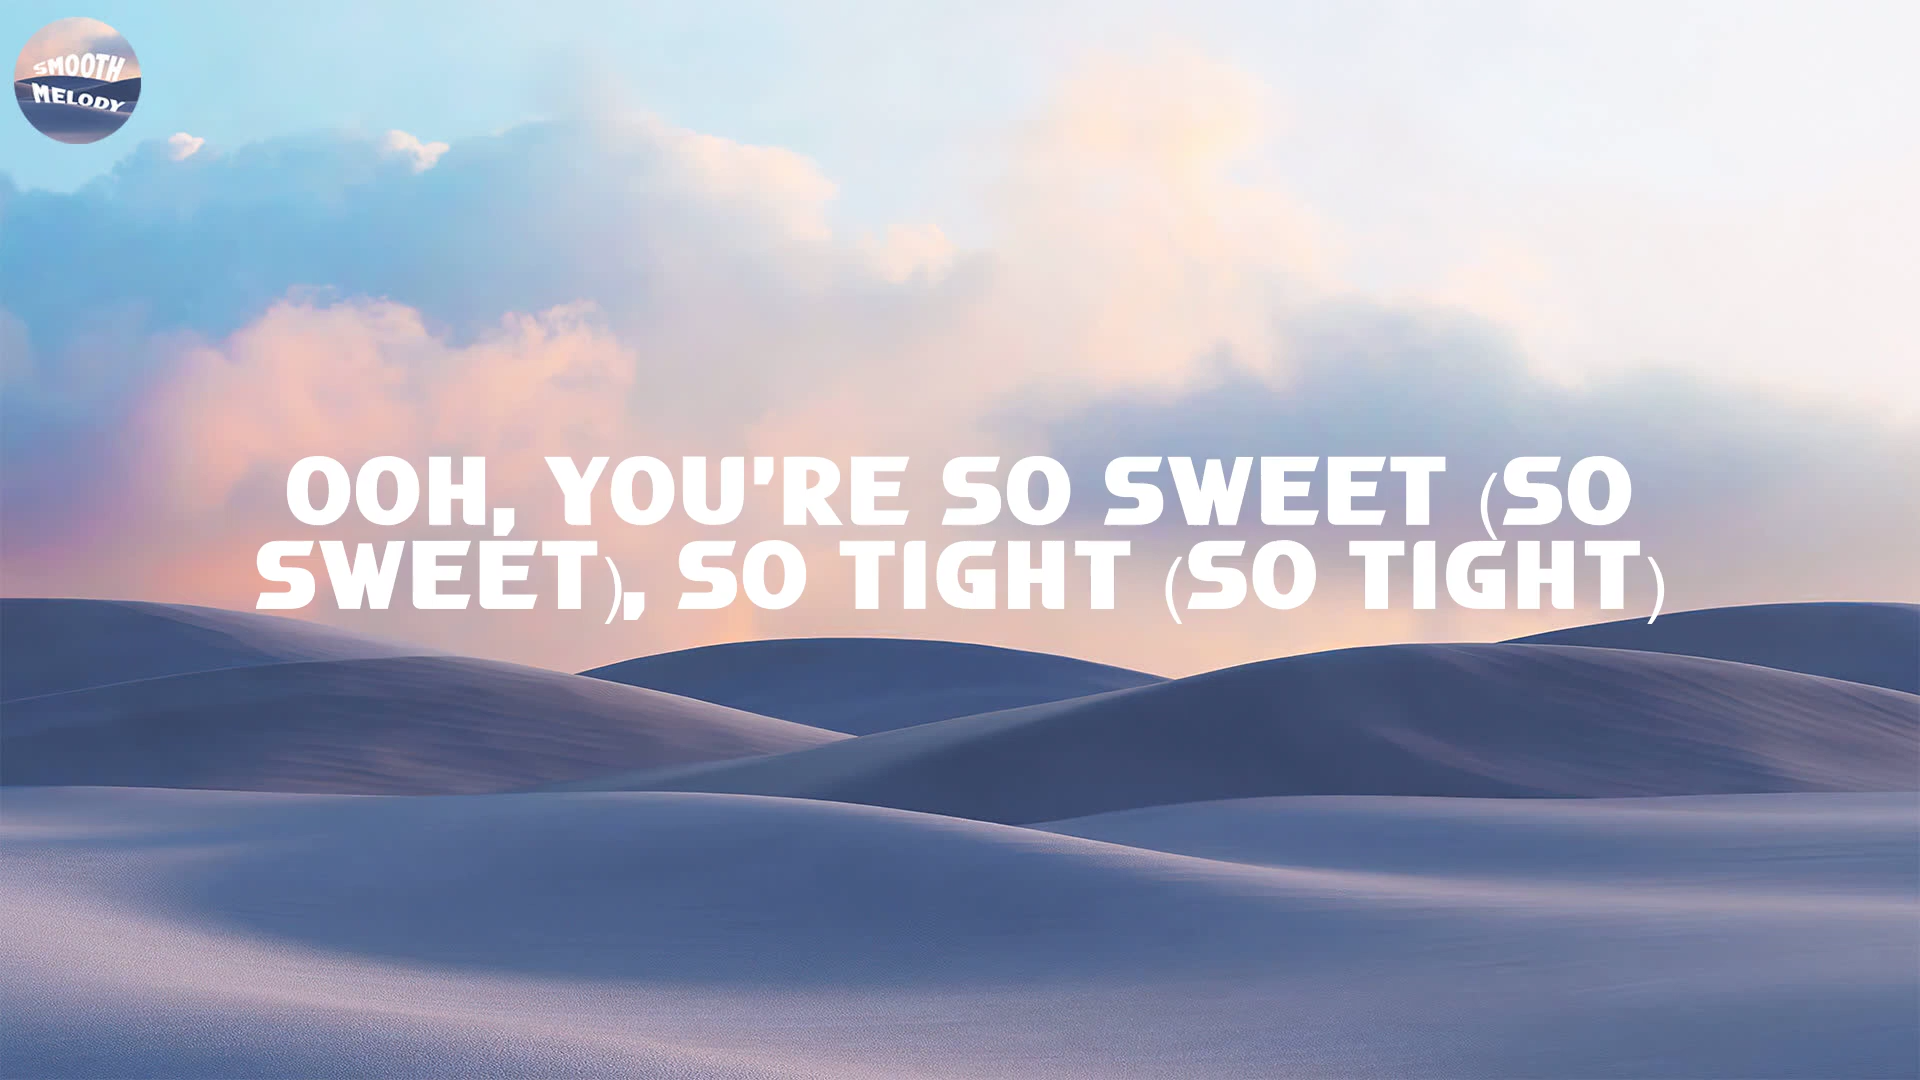 SMOOTH
MELODY
OOH, YOU'RE SO SWEET (SO
SWEET), SO TIGHT (SO TIGHT)